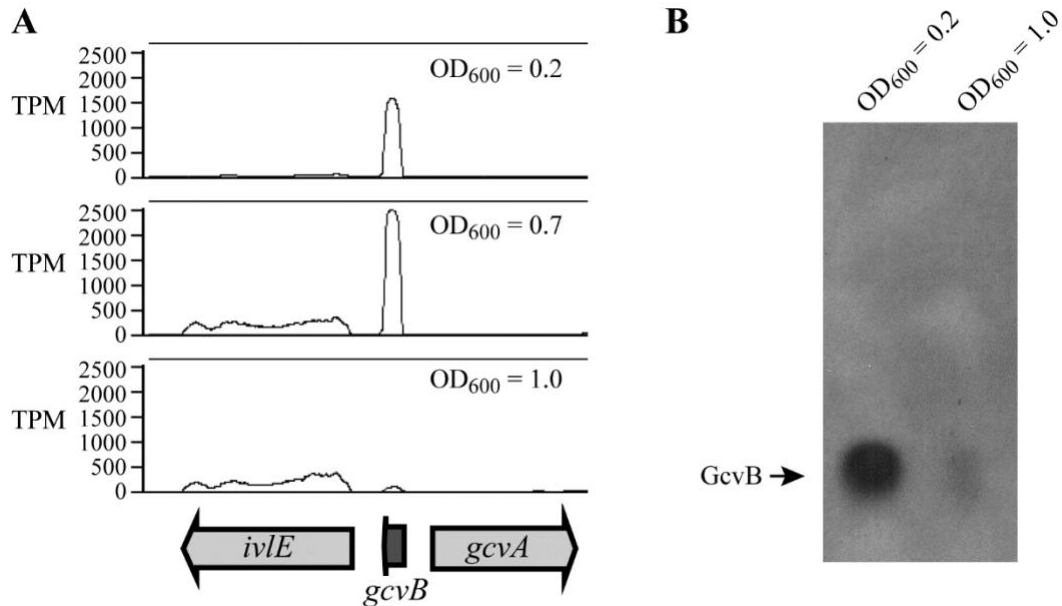 A
2500
2000
TPM 1500
1000
500
0
OD600 = 0.2
2500
2000
TPM 1500
1000
500
0
OD600 = 0.7
2500
2000
TPM 1500
1000
500
0
OD600 = 1.0
ivlE
gcvB
gcvA
B
OD600 = 0.2
OD600 = 1.0
GcvB